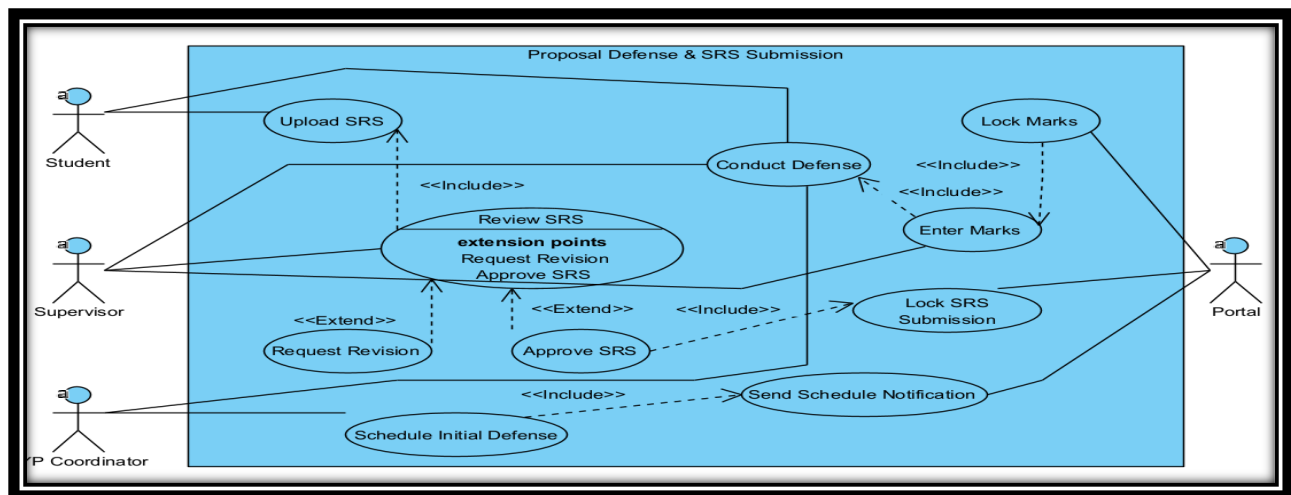 Proposal Defense & SRS Submission
a
Student
Upload SRS
Lock Marks
Conduct Defense
<<Include>>
<<Include>>
<<Include>>
Review SRS
extension points
Request Revision
Approve SRS
Enter Marks
a
Supervisor
a
Portal
<<Extend>>
<<Extend>>
<<Include>>
Lock SRS
Submission
Request Revision
Approve SRS
a
<<Include>>
Send Schedule Notification
Schedule Initial Defense
YP Coordinator